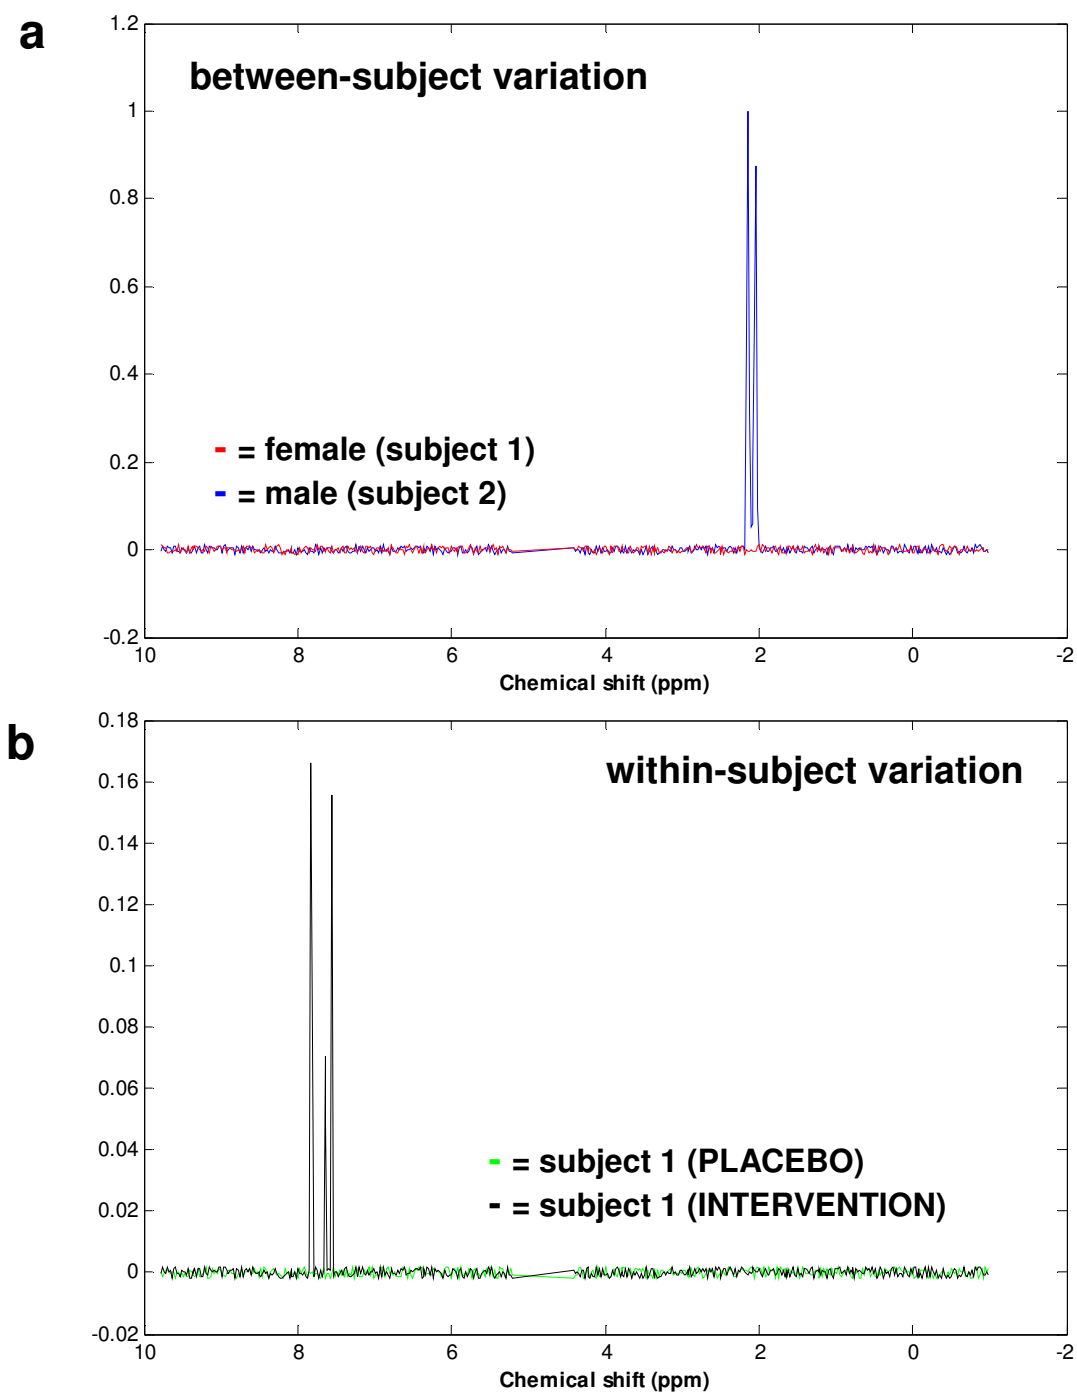 a
between-subject variation
1.2
1
0.8
0.6
0.4
0.2
0
-0.2
- = female (subject 1)
- = male (subject 2)
10 8 6 4 2 0 -2
Chemical shift (ppm)
b
within-subject variation
0.18
0.16
0.14
0.12
0.1
0.08
0.06
0.04
0.02
0
-0.02
- = subject 1 (PLACEBO)
- = subject 1 (INTERVENTION)
10 8 6 4 2 0 -2
Chemical shift (ppm)